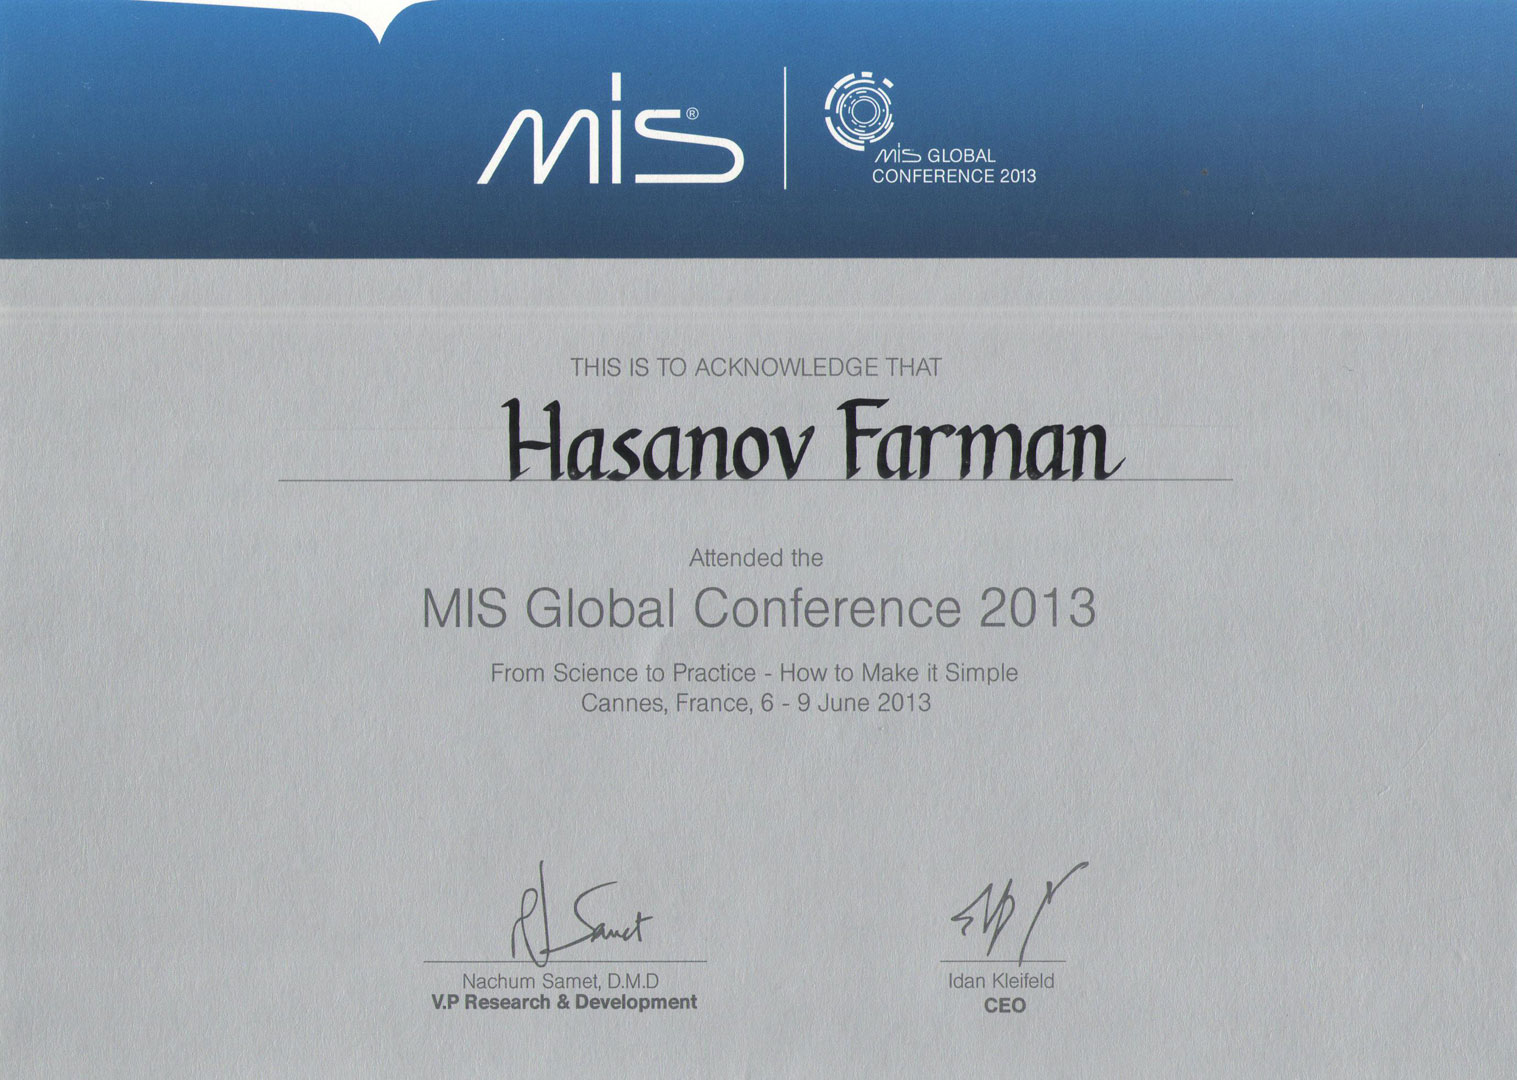 mis®
mis GLOBAL
CONFERENCE 2013
THIS IS TO ACKNOWLEDGE THAT
Hasanov Farman
Attended the
MIS Global Conference 2013
From Science to Practice - How to Make it Simple
Cannes, France, 6 - 9 June 2013
Samet
Nachum Samet, D.M.D
V.P Research & Development
Idan Kleifeld
CEO